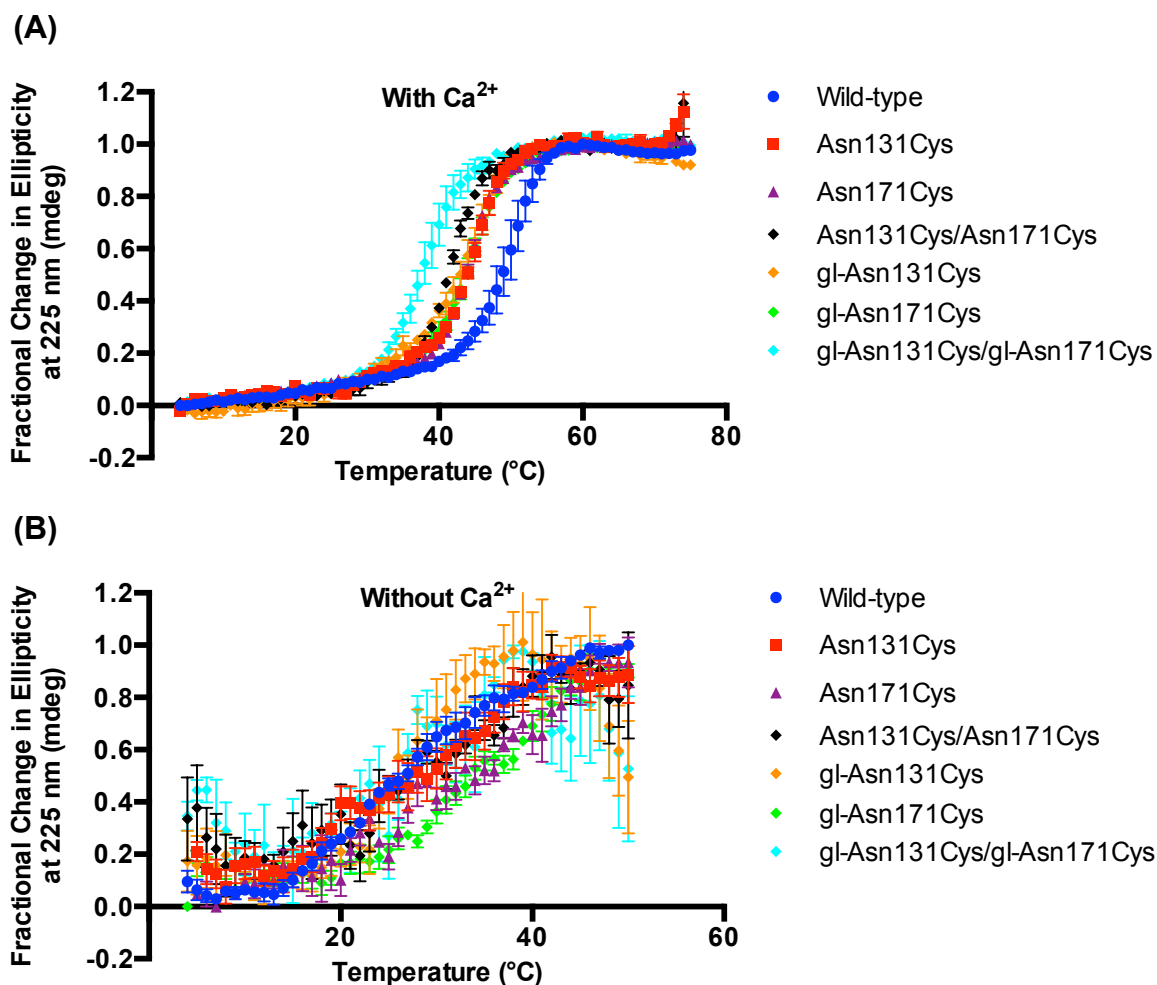 (A)
With Ca²⁺
Fractional Change in Ellipticity
at 225 nm (mdeg)
1.2
1.0
0.8
0.6
0.4
0.2
0.0
-0.2
20
40
60
80
Temperature (°C)
Wild-type
Asn131Cys
Asn171Cys
Asn131Cys/Asn171Cys
gl-Asn131Cys
gl-Asn171Cys
gl-Asn131Cys/gl-Asn171Cys
(B)
Without Ca²⁺
Fractional Change in Ellipticity
at 225 nm (mdeg)
1.2
1.0
0.8
0.6
0.4
0.2
0.0
-0.2
20
40
60
Temperature (°C)
Wild-type
Asn131Cys
Asn171Cys
Asn131Cys/Asn171Cys
gl-Asn131Cys
gl-Asn171Cys
gl-Asn131Cys/gl-Asn171Cys